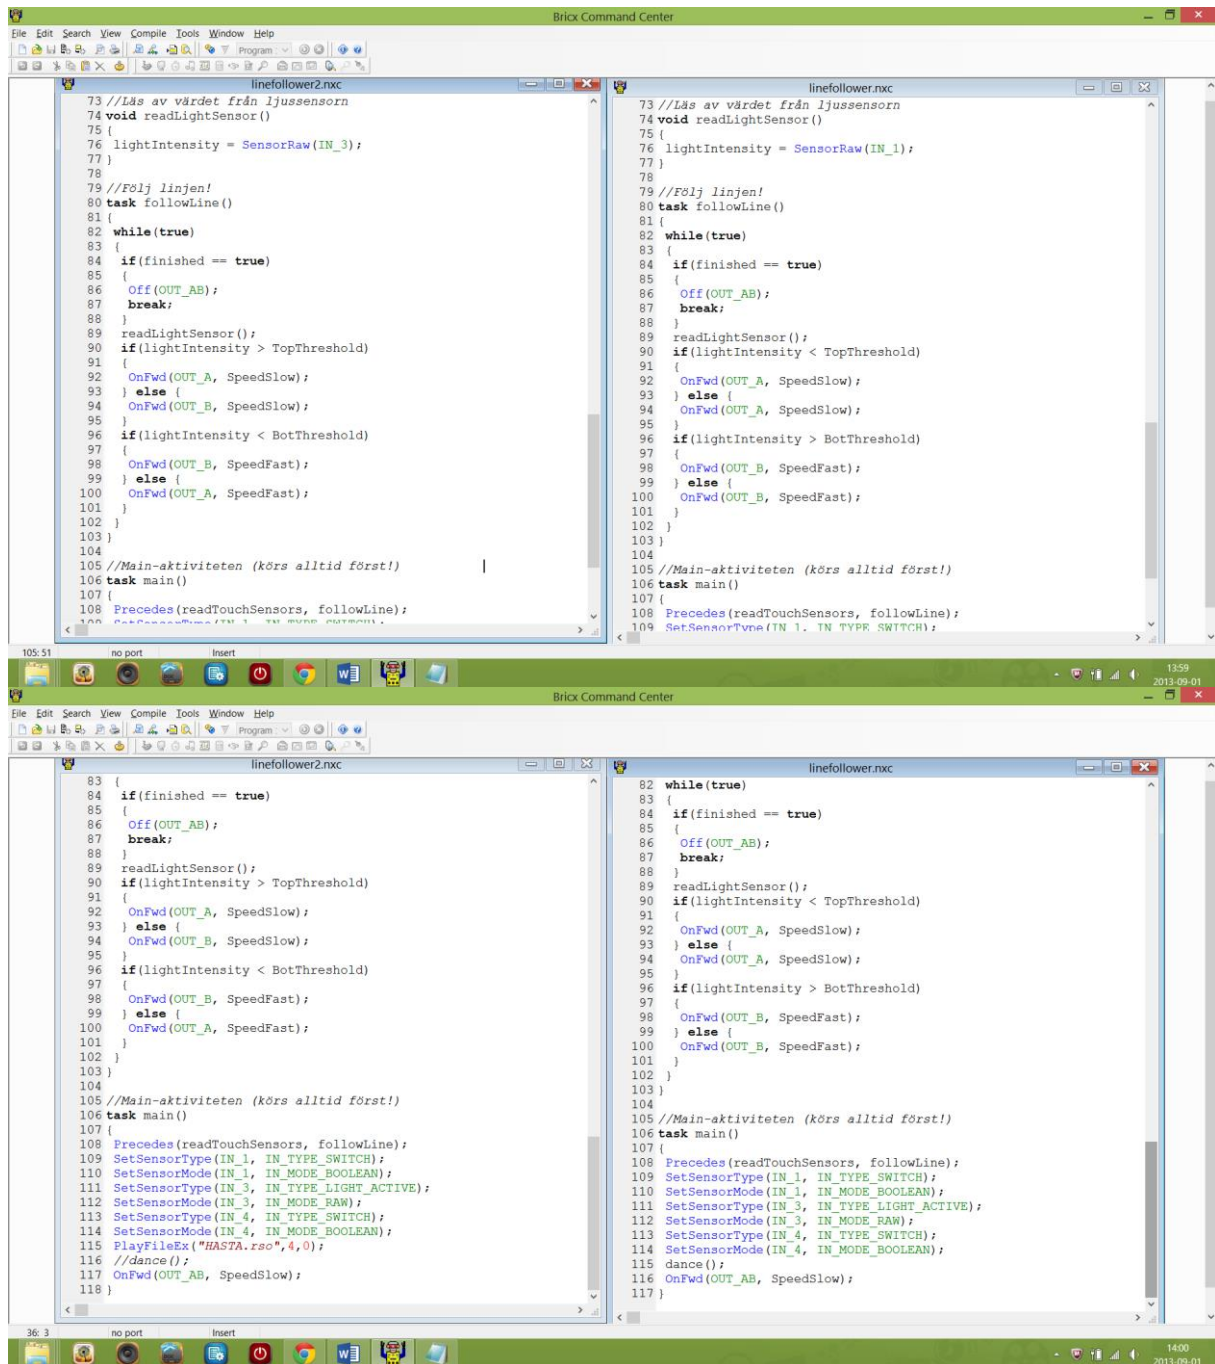 Bricx Command Center
File Edit Search View Compile Tools Window Help
Program :
linefollower2.nxc
73 //Läs av värdet från ljussensorn
74 void readLightSensor()
75 {
76 lightIntensity = SensorRaw(IN_3);
77 }
78
79 //Följ linjen!
80 task followLine()
81 {
82 while(true)
83 {
84 if(finished == true)
85 {
86 Off(OUT_AB);
87 break;
88 }
89 readLightSensor();
90 if(lightIntensity > TopThreshold)
91 {
92 OnFwd(OUT_A, SpeedSlow);
93 } else {
94 OnFwd(OUT_B, SpeedSlow);
95 }
96 if(lightIntensity < BotThreshold)
97 {
98 OnFwd(OUT_B, SpeedFast);
99 } else {
100 OnFwd(OUT_A, SpeedFast);
101 }
102 }
103 }
104
105 //Main-aktiviteten (körs alltid först!)
106 task main()
107 {
108 Precedes(readTouchSensors, followLine);
109 SetSensorType(IN_1, IN_TYPE_SWITCH);
linefollower.nxc
73 //Läs av värdet från ljussensorn
74 void readLightSensor()
75 {
76 lightIntensity = SensorRaw(IN_1);
77 }
78
79 //Följ linjen!
80 task followLine()
81 {
82 while(true)
83 {
84 if(finished == true)
85 {
86 Off(OUT_AB);
87 break;
88 }
89 readLightSensor();
90 if(lightIntensity < TopThreshold)
91 {
92 OnFwd(OUT_A, SpeedSlow);
93 } else {
94 OnFwd(OUT_A, SpeedSlow);
95 }
96 if(lightIntensity > BotThreshold)
97 {
98 OnFwd(OUT_B, SpeedFast);
99 } else {
100 OnFwd(OUT_B, SpeedFast);
101 }
102 }
103 }
104
105 //Main-aktiviteten (körs alltid först!)
106 task main()
107 {
108 Precedes(readTouchSensors, followLine);
109 SetSensorType(IN_1, IN_TYPE_SWITCH);
105: 51 no port Insert
13:59
2013-09-01
Bricx Command Center
File Edit Search View Compile Tools Window Help
Program :
linefollower2.nxc
83 {
84 if(finished == true)
85 {
86 Off(OUT_AB);
87 break;
88 }
89 readLightSensor();
90 if(lightIntensity > TopThreshold)
91 {
92 OnFwd(OUT_A, SpeedSlow);
93 } else {
94 OnFwd(OUT_B, SpeedSlow);
95 }
96 if(lightIntensity < BotThreshold)
97 {
98 OnFwd(OUT_B, SpeedFast);
99 } else {
100 OnFwd(OUT_A, SpeedFast);
101 }
102 }
103 }
104
105 //Main-aktiviteten (körs alltid först!)
106 task main()
107 {
108 Precedes(readTouchSensors, followLine);
109 SetSensorType(IN_1, IN_TYPE_SWITCH);
110 SetSensorMode(IN_1, IN_MODE_BOOLEAN);
111 SetSensorType(IN_3, IN_TYPE_LIGHT_ACTIVE);
112 SetSensorMode(IN_3, IN_MODE_RAW);
113 SetSensorType(IN_4, IN_TYPE_SWITCH);
114 SetSensorMode(IN_4, IN_MODE_BOOLEAN);
115 PlayFileEx("HASTA.rso",4,0);
116 //dance();
117 OnFwd(OUT_AB, SpeedSlow);
118 }
linefollower.nxc
82 while(true)
83 {
84 if(finished == true)
85 {
86 Off(OUT_AB);
87 break;
88 }
89 readLightSensor();
90 if(lightIntensity < TopThreshold)
91 {
92 OnFwd(OUT_A, SpeedSlow);
93 } else {
94 OnFwd(OUT_A, SpeedSlow);
95 }
96 if(lightIntensity > BotThreshold)
97 {
98 OnFwd(OUT_B, SpeedFast);
99 } else {
100 OnFwd(OUT_B, SpeedFast);
101 }
102 }
103 }
104
105 //Main-aktiviteten (körs alltid först!)
106 task main()
107 {
108 Precedes(readTouchSensors, followLine);
109 SetSensorType(IN_1, IN_TYPE_SWITCH);
110 SetSensorMode(IN_1, IN_MODE_BOOLEAN);
111 SetSensorType(IN_3, IN_TYPE_LIGHT_ACTIVE);
112 SetSensorMode(IN_3, IN_MODE_RAW);
113 SetSensorType(IN_4, IN_TYPE_SWITCH);
114 SetSensorMode(IN_4, IN_MODE_BOOLEAN);
115 dance();
116 OnFwd(OUT_AB, SpeedSlow);
117 }
36: 3 no port Insert
14:00
2013-09-01